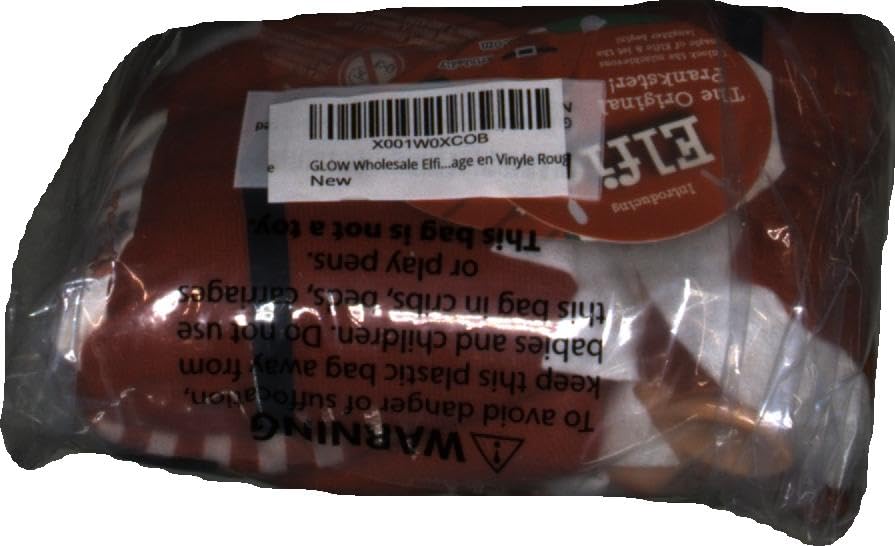 X001W0XCOB
GLOW Wholesale Elfi...age en Vinyle Roug
New
WARNING
To avoid danger of suffocation,
keep this plastic bag away from
babies and children. Do not use
this bag in cribs, beds, carriages
or play pens.
This bag is not a toy.
Introducing
Elfie
The Original
Prankster!